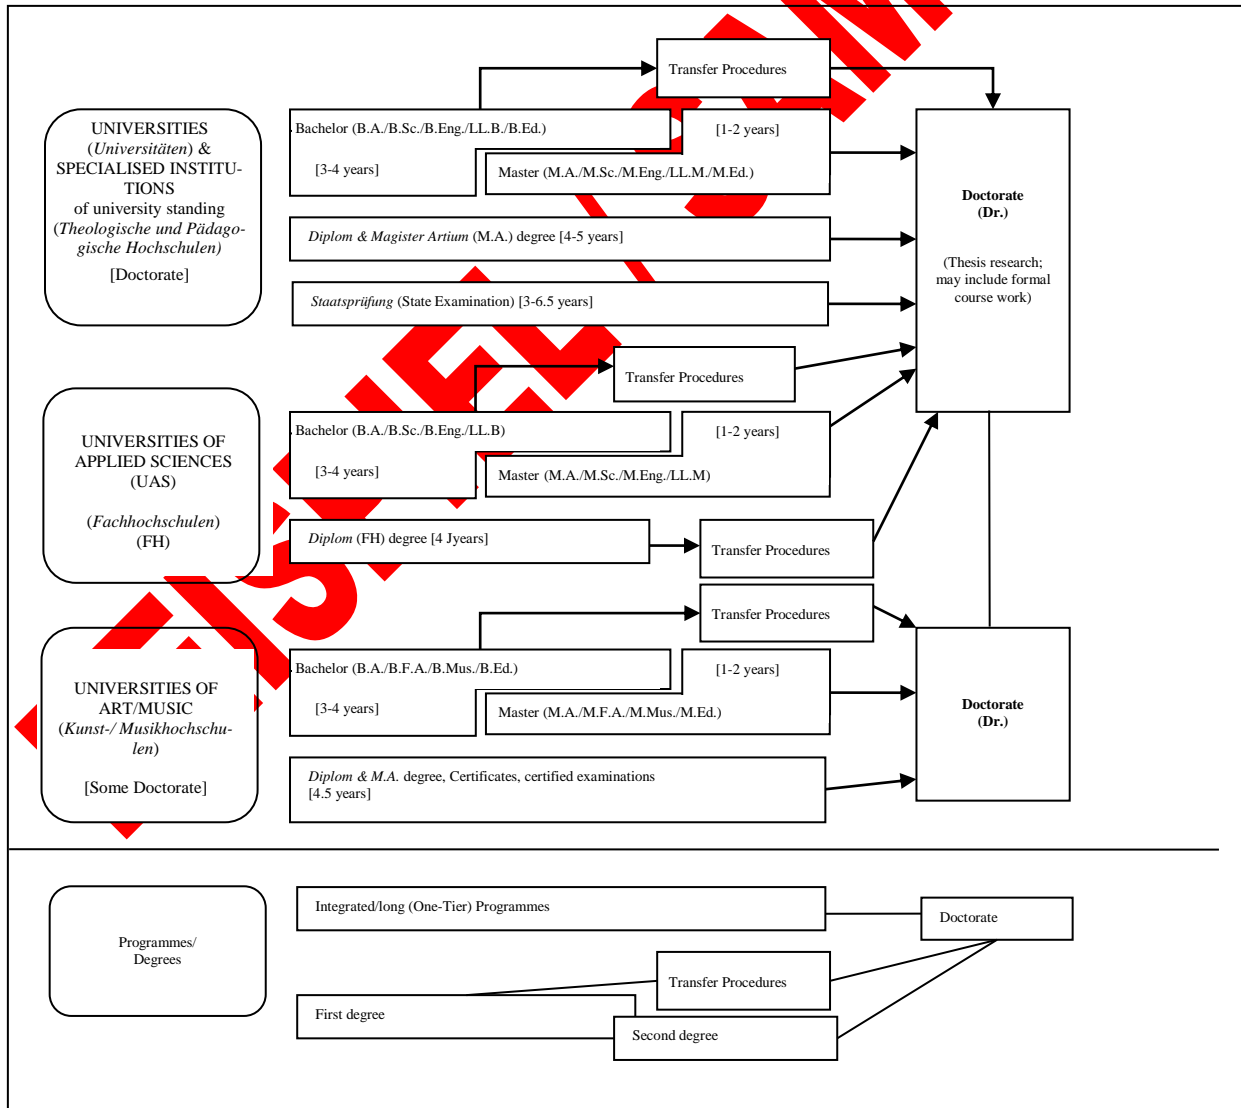 Transfer Procedures
UNIVERSITIES
(Universitäten) &
SPECIALISED INSTITU-
TIONS
of university standing
(Theologische und Pädago-
gische Hochschulen)
[Doctorate]
Bachelor (B.A./B.Sc./B.Eng./LL.B./B.Ed.)
[1-2 years]
[3-4 years]
Master (M.A./M.Sc./M.Eng./LL.M./M.Ed.)
Diplom & Magister Artium (M.A.) degree [4-5 years]
Staatsprüfung (State Examination) [3-6.5 years]
Doctorate
(Dr.)
(Thesis research;
may include formal
course work)
Transfer Procedures
UNIVERSITIES OF
APPLIED SCIENCES
(UAS)
(Fachhochschulen)
(FH)
Bachelor (B.A./B.Sc./B.Eng./LL.B)
[1-2 years]
[3-4 years]
Master (M.A./M.Sc./M.Eng./LL.M)
Diplom (FH) degree [4 Jyears]
Transfer Procedures
Transfer Procedures
UNIVERSITIES OF
ART/MUSIC
(Kunst-/ Musikhochschu-
len)
[Some Doctorate]
Bachelor (B.A./B.F.A./B.Mus./B.Ed.)
[1-2 years]
[3-4 years]
Master (M.A./M.F.A./M.Mus./M.Ed.)
Diplom & M.A. degree, Certificates, certified examinations
[4.5 years]
Doctorate
(Dr.)
Programmes/
Degrees
Integrated/long (One-Tier) Programmes
Doctorate
Transfer Procedures
First degree
Second degree